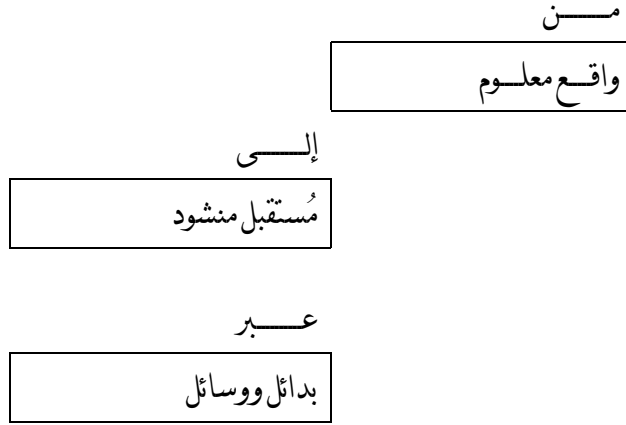 من
واقع معلوم
إلى
مُستقبل منشود
عبر
بدائل ووسائل